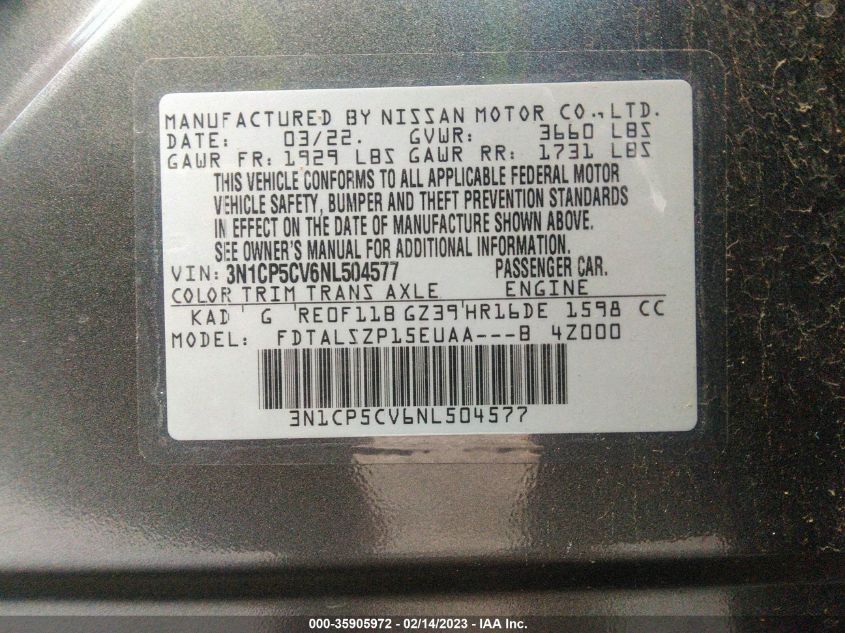 MANUFACTURED BY NISSAN MOTOR CO.,LTD.
DATE: 03/22. GVWR: 3660 LBS
GAWR FR: 1929 LBS GAWR RR: 1731 LBS
THIS VEHICLE CONFORMS TO ALL APPLICABLE FEDERAL MOTOR
VEHICLE SAFETY, BUMPER AND THEFT PREVENTION STANDARDS
IN EFFECT ON THE DATE OF MANUFACTURE SHOWN ABOVE.
SEE OWNER'S MANUAL FOR ADDITIONAL INFORMATION.
VIN: 3N1CP5CV6NL504577 PASSENGER CAR.
COLOR TRIM TRANS AXLE ENGINE
KAD ' G 'RE0F11B GZ39'HR16DE 1598 CC
MODEL: FDTALSZP15EUAA---B 4Z000
3N1CP5CV6NL504577
000-35905972 - 02/14/2023 - IAA Inc.